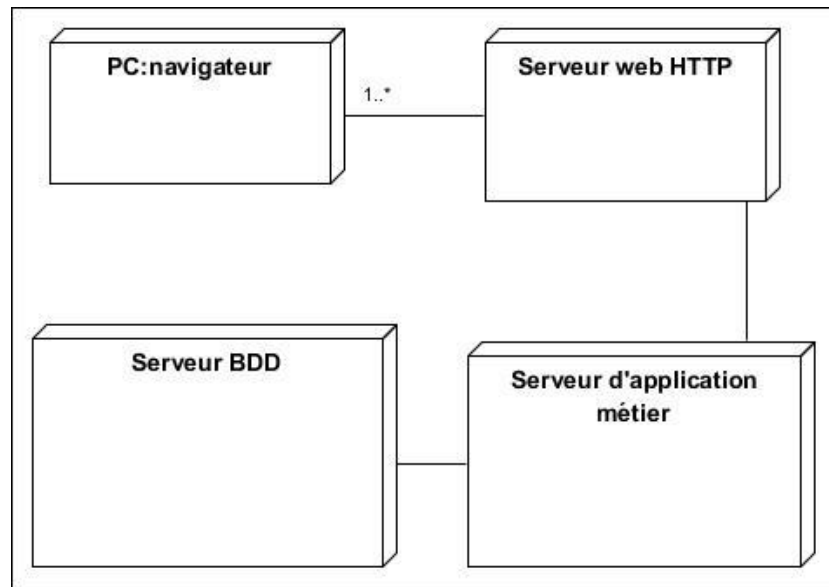 PC:navigateur
1..*
Serveur web HTTP
Serveur BDD
Serveur d'application
métier